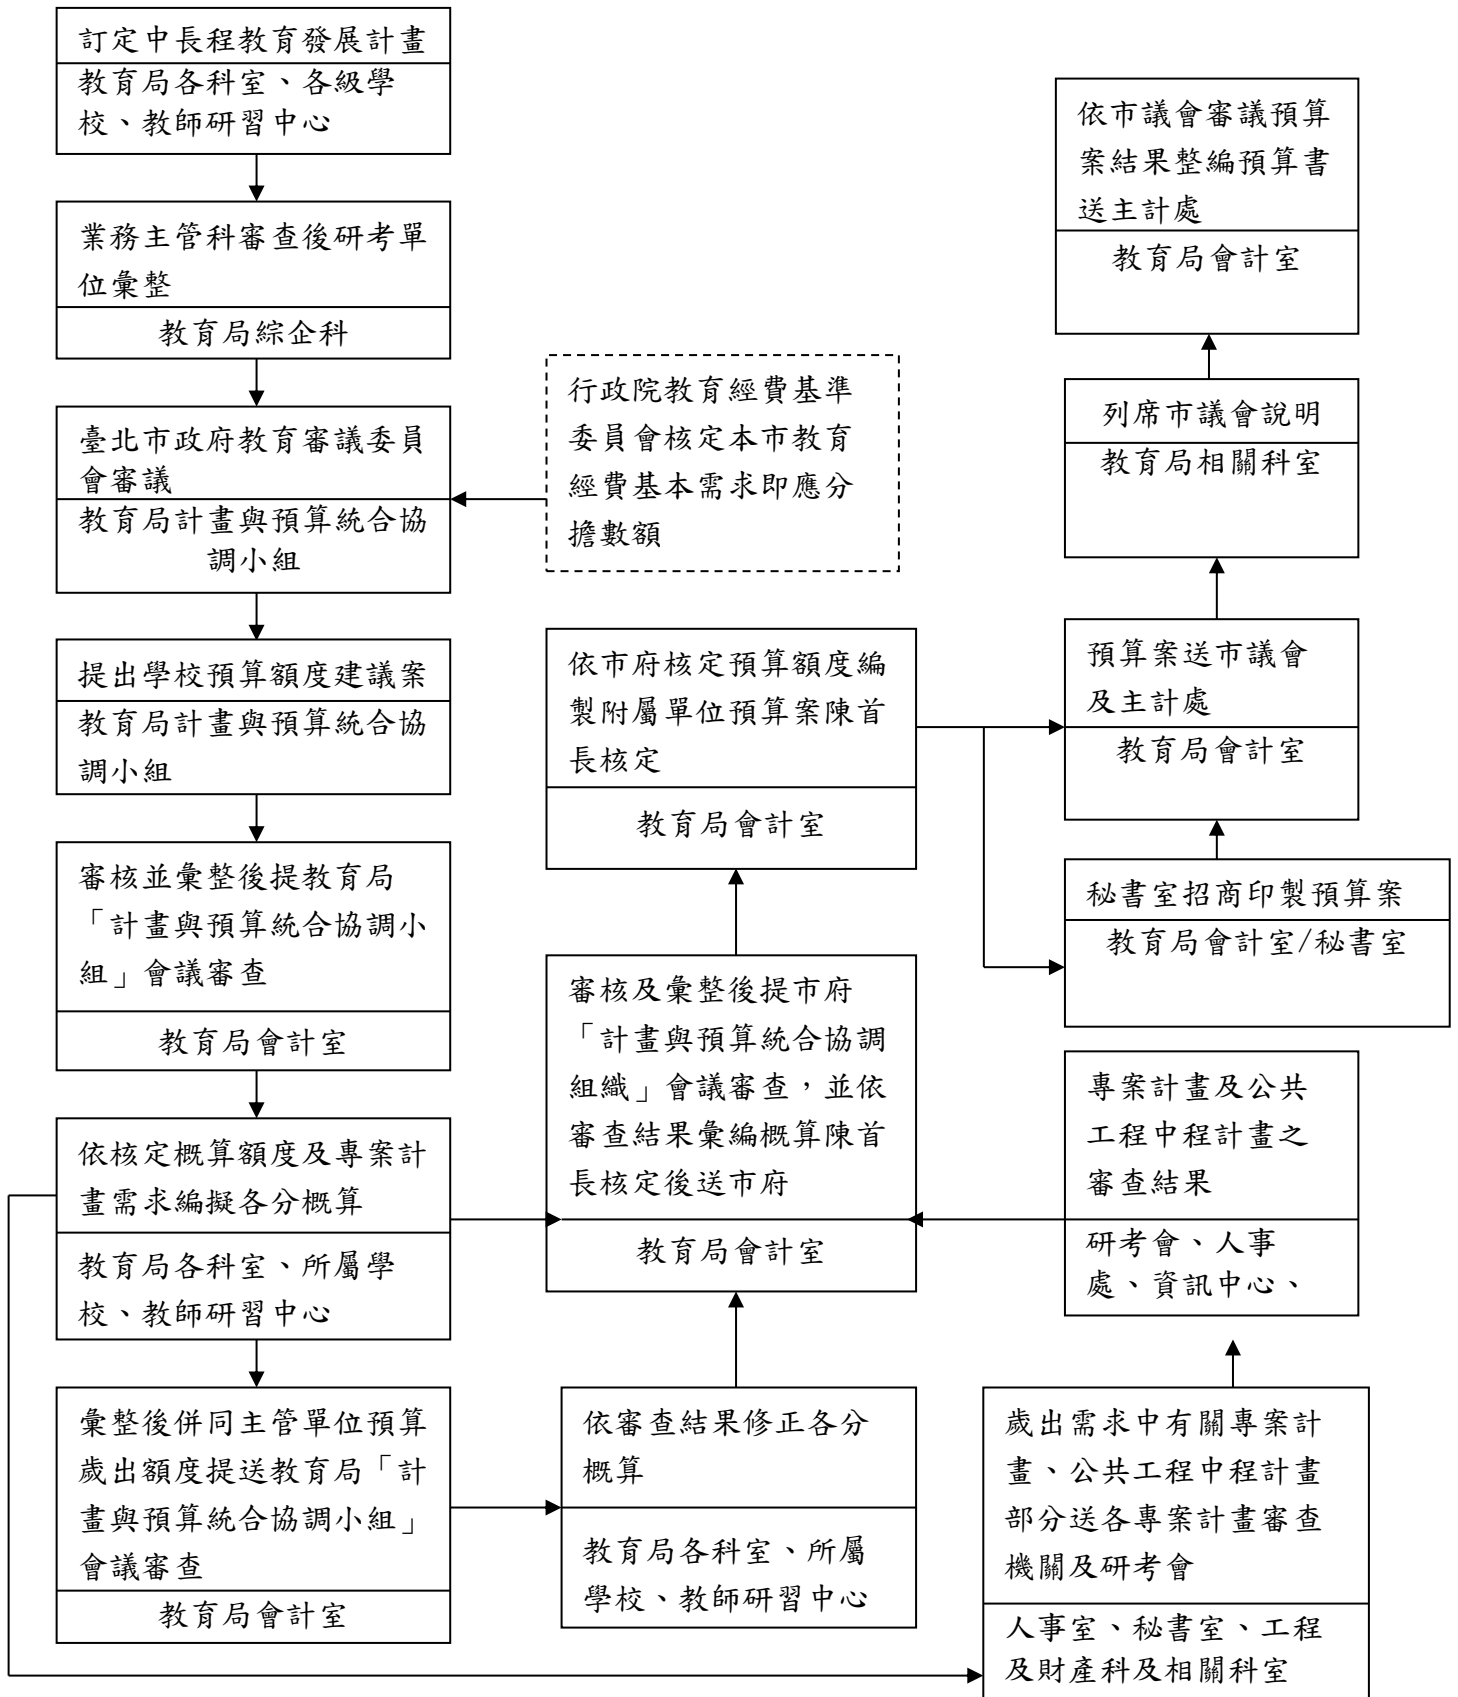 訂定中長程教育發展計畫
教育局各科室、各級學
校、教師研習中心
業務主管科審查後研考單
位彙整
教育局綜企科
臺北市政府教育審議委員
會審議
教育局計畫與預算統合協
調小組
行政院教育經費基準
委員會核定本市教育
經費基本需求即應分
擔數額
提出學校預算額度建議案
教育局計畫與預算統合協
調小組
審核並彙整後提教育局
「計畫與預算統合協調小
組」會議審查
教育局會計室
依核定概算額度及專案計
畫需求編擬各分概算
教育局各科室、所屬學
校、教師研習中心
彙整後併同主管單位預算
歲出額度提送教育局「計
畫與預算統合協調小組」
會議審查
教育局會計室
依審查結果修正各分
概算
教育局各科室、所屬
學校、教師研習中心
審核及彙整後提市府
「計畫與預算統合協調
組織」會議審查，並依
審查結果彙編概算陳首
長核定後送市府
教育局會計室
依市府核定預算額度編
製附屬單位預算案陳首
長核定
教育局會計室
依市議會審議預算
案結果整編預算書
送主計處
教育局會計室
列席市議會說明
教育局相關科室
預算案送市議會
及主計處
教育局會計室
秘書室招商印製預算案
教育局會計室/秘書室
專案計畫及公共
工程中程計畫之
審查結果
研考會、人事
處、資訊中心、
歲出需求中有關專案計
畫、公共工程中程計畫
部分送各專案計畫審查
機關及研考會
人事室、秘書室、工程
及財產科及相關科室